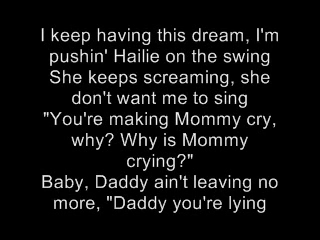 I keep having this dream, I'm
pushin' Hailie on the swing
She keeps screaming, she
don't want me to sing
"You're making Mommy cry,
why? Why is Mommy
crying?"
Baby, Daddy ain't leaving no
more, "Daddy you're lying